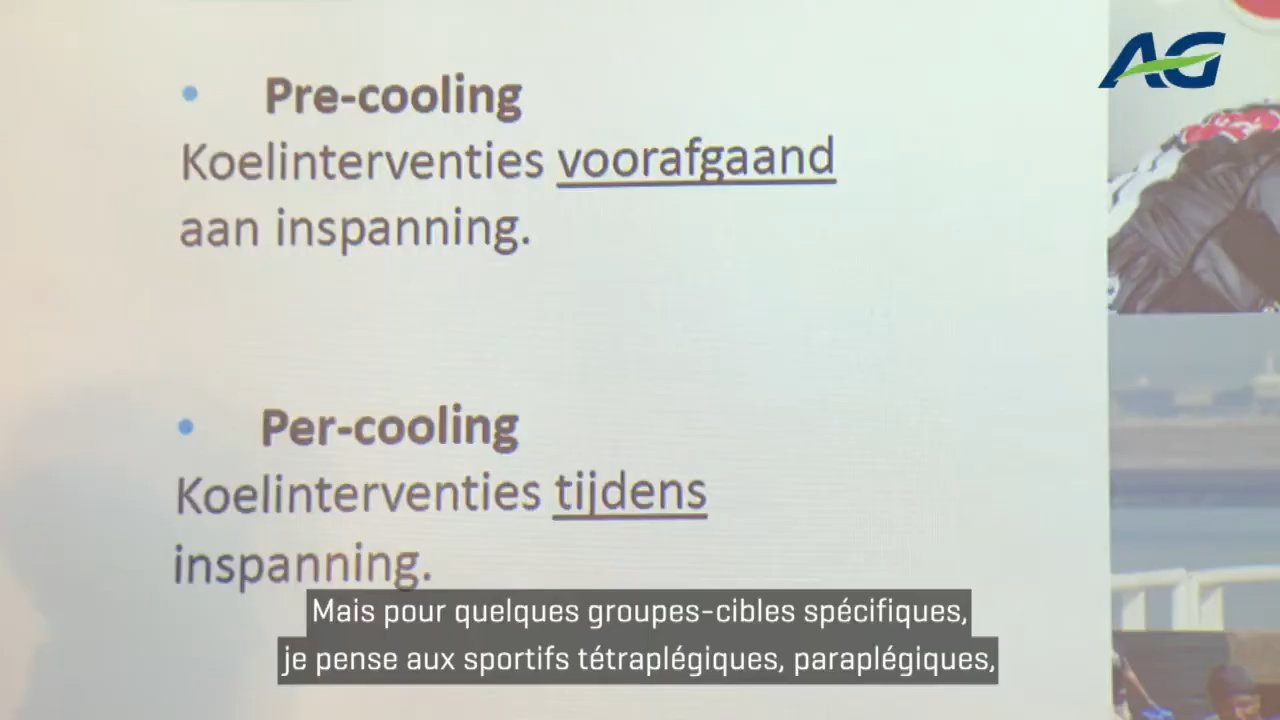 AG
• Pre-cooling
Koelinterventies voorafgaand
aan inspanning.
• Per-cooling
Koelinterventies tijdens
inspanning.
Mais pour quelques groupes-cibles spécifiques,
je pense aux sportifs tétraplégiques, paraplégiques,